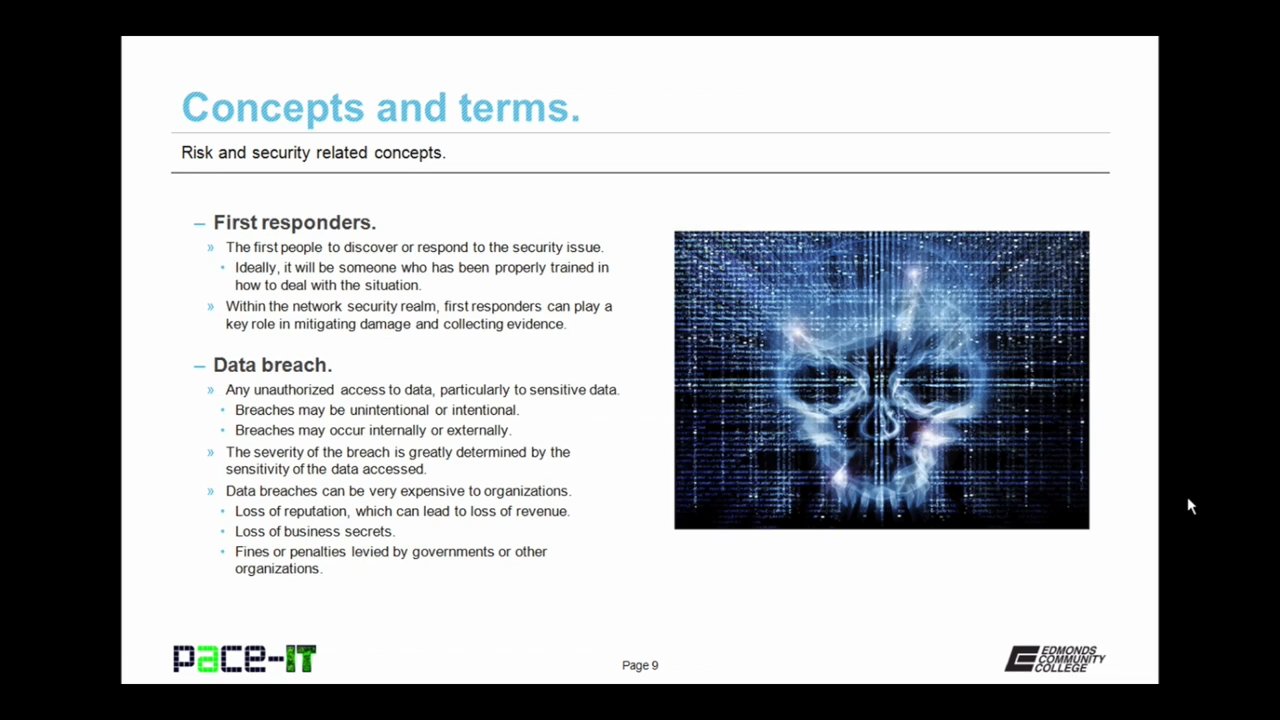 Concepts and terms.
Risk and security related concepts.
– First responders.
» The first people to discover or respond to the security issue.
• Ideally, it will be someone who has been properly trained in
how to deal with the situation.
» Within the network security realm, first responders can play a
key role in mitigating damage and collecting evidence.
– Data breach.
» Any unauthorized access to data, particularly to sensitive data.
• Breaches may be unintentional or intentional.
• Breaches may occur internally or externally.
» The severity of the breach is greatly determined by the
sensitivity of the data accessed.
» Data breaches can be very expensive to organizations.
• Loss of reputation, which can lead to loss of revenue.
• Loss of business secrets.
• Fines or penalties levied by governments or other
organizations.
pace-IT
Page 9
EDMONDS
COMMUNITY
COLLEGE